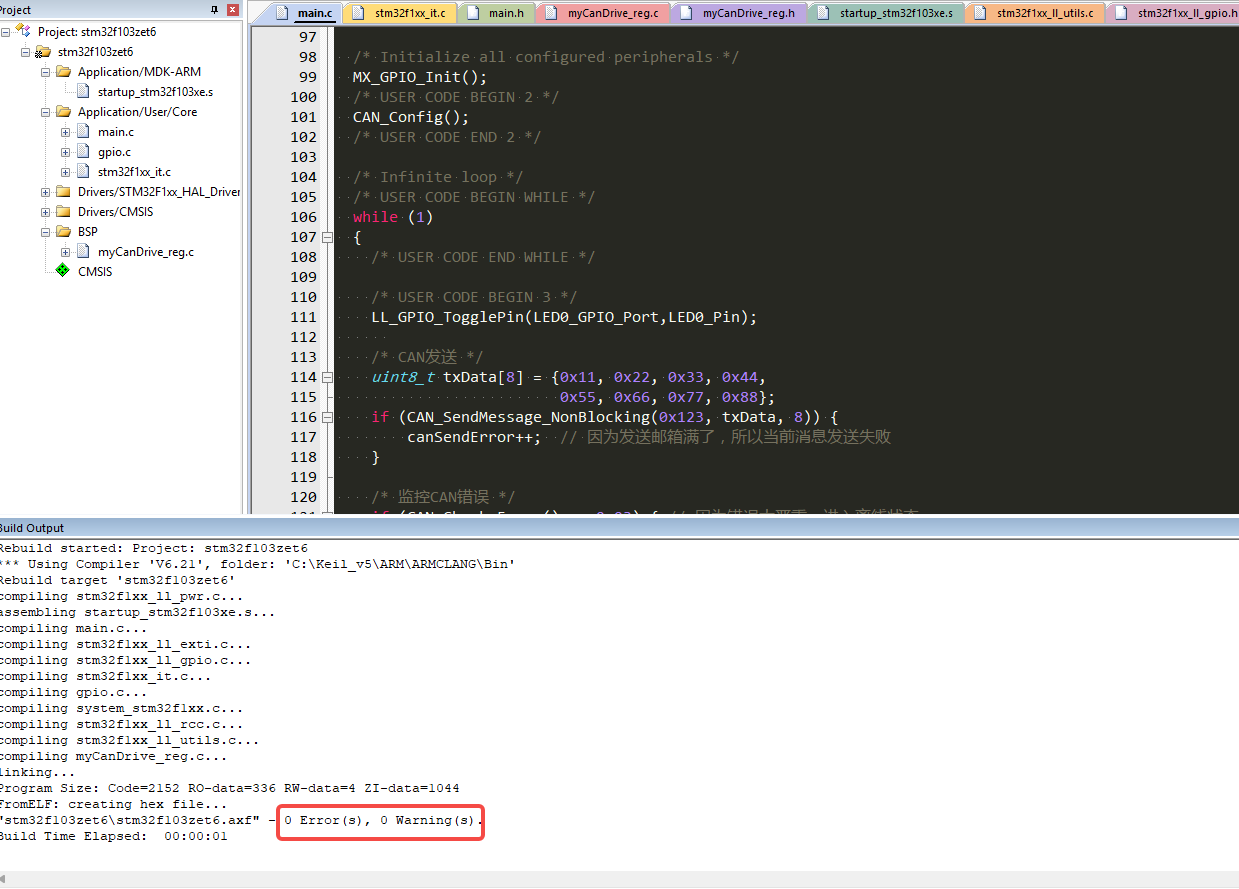 Project
Project: stm32f103zet6
stm32f103zet6
Application/MDK-ARM
startup_stm32f103xe.s
Application/User/Core
main.c
gpio.c
stm32f1xx_it.c
Drivers/STM32F1xx_HAL_Driver
Drivers/CMSIS
BSP
myCanDrive_reg.c
CMSIS
main.c stm32f1xx_it.c main.h myCanDrive_reg.c myCanDrive_reg.h startup_stm32f103xe.s stm32f1xx_ll_utils.c stm32f1xx_ll_gpio.h
97
98 /* Initialize all configured peripherals */
99 MX_GPIO_Init();
100 /* USER CODE BEGIN 2 */
101 CAN_Config();
102 /* USER CODE END 2 */
103
104 /* Infinite loop */
105 /* USER CODE BEGIN WHILE */
106 while (1)
107 {
108 /* USER CODE END WHILE */
109
110 /* USER CODE BEGIN 3 */
111 LL_GPIO_TogglePin(LED0_GPIO_Port,LED0_Pin);
112
113 /* CAN发送 */
114 uint8_t txData[8] = {0x11, 0x22, 0x33, 0x44,
115 0x55, 0x66, 0x77, 0x88};
116 if (CAN_SendMessage_NonBlocking(0x123, txData, 8)) {
117 canSendError++; // 因为发送邮箱满了，所以当前消息发送失败
118 }
119
120 /* 监控CAN错误 */
Build Output
Rebuild started: Project: stm32f103zet6
*** Using Compiler 'V6.21', folder: 'C:\Keil_v5\ARM\ARMCLANG\Bin'
Rebuild target 'stm32f103zet6'
compiling stm32f1xx_ll_pwr.c...
assembling startup_stm32f103xe.s...
compiling main.c...
compiling stm32f1xx_ll_exti.c...
compiling stm32f1xx_ll_gpio.c...
compiling stm32f1xx_it.c...
compiling gpio.c...
compiling system_stm32f1xx.c...
compiling stm32f1xx_ll_rcc.c...
compiling stm32f1xx_ll_utils.c...
compiling myCanDrive_reg.c...
linking...
Program Size: Code=2152 RO-data=336 RW-data=4 ZI-data=1044
FromELF: creating hex file...
"stm32f103zet6\stm32f103zet6.axf" - 0 Error(s), 0 Warning(s).
Build Time Elapsed: 00:00:01